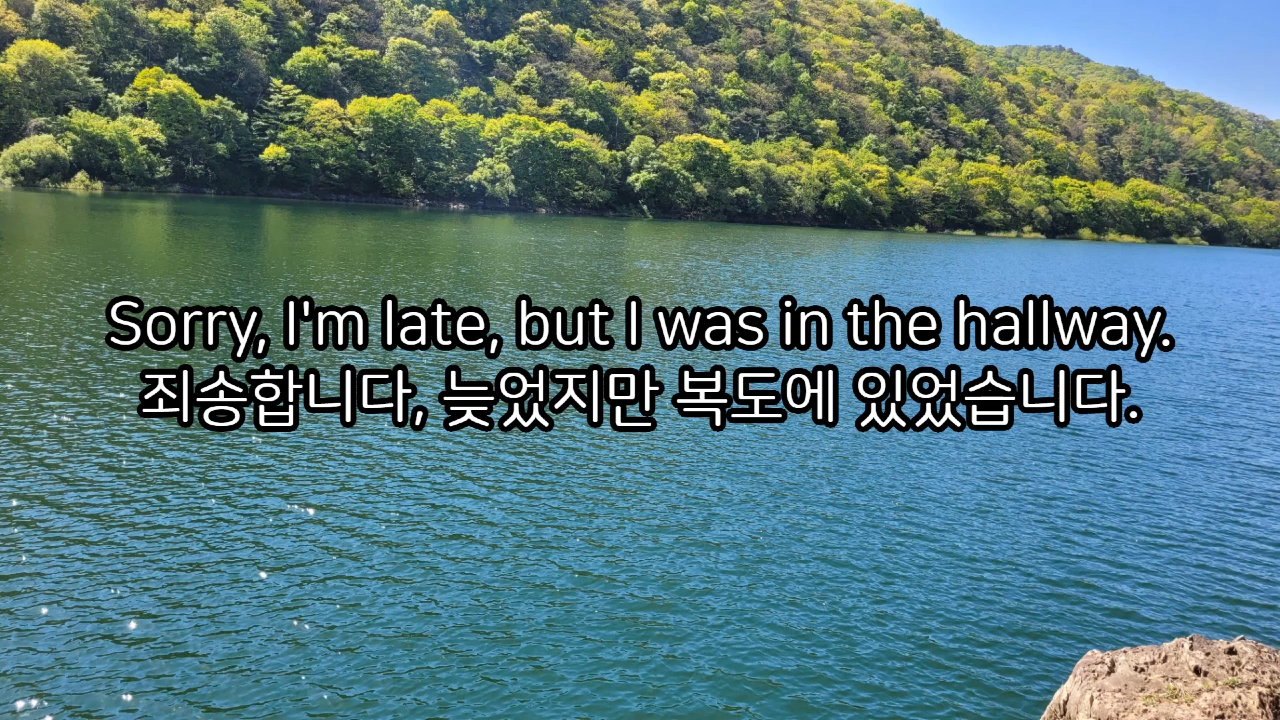 Sorry, I'm late, but I was in the hallway.
죄송합니다, 늦었지만 복도에 있었습니다.